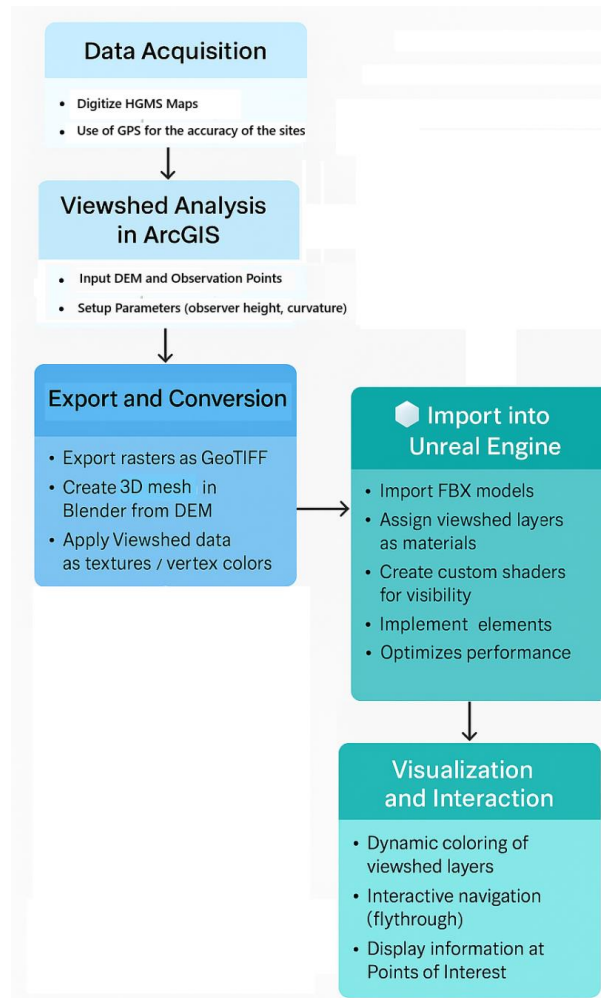 Data Acquisition
• Digitize HGMS Maps
• Use of GPS for the accuracy of the sites
Viewshed Analysis
in ArcGIS
• Input DEM and Observation Points
• Setup Parameters (observer height, curvature)
Export and Conversion
• Export rasters as GeoTIFF
• Create 3D mesh in
Blender from DEM
• Apply Viewshed data
as textures / vertex colors
Import into
Unreal Engine
• Import FBX models
• Assign viewshed layers
as materials
• Create custom shaders
for visibility
• Implement elements
• Optimizes performance
Visualization
and Interaction
• Dynamic coloring of
viewshed layers
• Interactive navigation
(flythrough)
• Display information at
Points of Interest